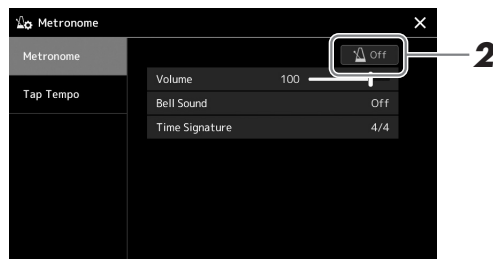 Metronome
Metronome
Off
2
Volume 100
Tap Tempo
Bell Sound Off
Time Signature 4/4